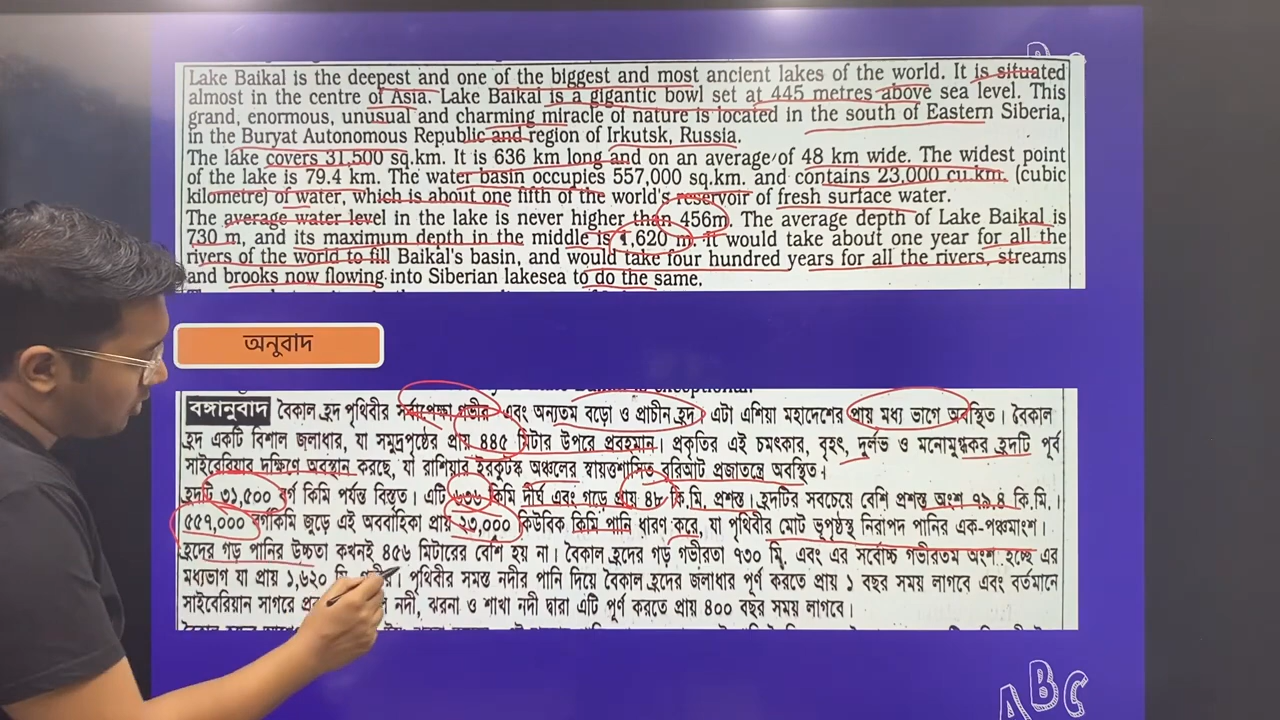 Lake Baikal is the deepest and one of the biggest and most ancient lakes of the world. It is situated
almost in the centre of Asia. Lake Baikal is a gigantic bowl set at 445 metres above sea level. This
grand, enormous, unusual and charming miracle of nature is located in the south of Eastern Siberia,
in the Buryat Autonomous Republic and region of Irkutsk, Russia.
The lake covers 31,500 sq.km. It is 636 km long and on an average of 48 km wide. The widest point
of the lake is 79.4 km. The water basin occupies 557,000 sq.km. and contains 23,000 cu.km. (cubic
kilometre) of water, which is about one fifth of the world's reservoir of fresh surface water.
The average water level in the lake is never higher than 456m. The average depth of Lake Baikal is
730 m, and its maximum depth in the middle is 1,620 m. It would take about one year for all the
rivers of the world to fill Baikal's basin, and would take four hundred years for all the rivers, streams
and brooks now flowing into Siberian lakesea to do the same.
অনুবাদ
বঙ্গানুবাদ বৈকাল হ্রদ পৃথিবীর সর্বাপেক্ষা গভীর এবং অন্যতম বড়ো ও প্রাচীন হ্রদ। এটা এশিয়া মহাদেশের প্রায় মধ্য ভাগে অবস্থিত। বৈকাল
হ্রদ একটি বিশাল জলাধার, যা সমুদ্রপৃষ্ঠের প্রায় ৪৪৫ মিটার উপরে প্রবহমান। প্রকৃতির এই চমৎকার, বৃহৎ, দুর্লভ ও মনোমুগ্ধকর হ্রদটি পূর্ব
সাইবেরিয়ার দক্ষিণে অবস্থান করছে, যা রাশিয়ার ইরকুটস্ক অঞ্চলের স্বায়ত্তশাসিত বুরিআট প্রজাতন্ত্রে অবস্থিত।
হ্রদটি ৩১,৫০০ বর্গ কিমি পর্যন্ত বিস্তৃত। এটি ৬৩৬ কিমি দীর্ঘ এবং গড়ে প্রায় ৪৮ কি.মি. প্রশস্ত। হ্রদটির সবচেয়ে বেশি প্রশস্ত অংশ ৭৯.৪ কি.মি.।
৫৫৭,০০০ বর্গকিমি জুড়ে এই অববাহিকা প্রায় ২৩,০০০ কিউবিক কিমি পানি ধারণ করে, যা পৃথিবীর মোট ভূপৃষ্ঠস্থ নিরাপদ পানির এক-পঞ্চমাংশ।
হ্রদের গড় পানির উচ্চতা কখনই ৪৫৬ মিটারের বেশি হয় না। বৈকাল হ্রদের গড় গভীরতা ৭৩০ মি. এবং এর সর্বোচ্চ গভীরতম অংশ হচ্ছে এর
মধ্যভাগ যা প্রায় ১,৬২০ মি. পৃথিবীর সমস্ত নদীর পানি দিয়ে বৈকাল হ্রদের জলাধার পূর্ণ করতে প্রায় ১ বছর সময় লাগবে এবং বর্তমানে
সাইবেরিয়ান সাগরে নদী, ঝরনা ও শাখা নদী দ্বারা এটি পূর্ণ করতে প্রায় ৪০০ বছর সময় লাগবে।
ABC